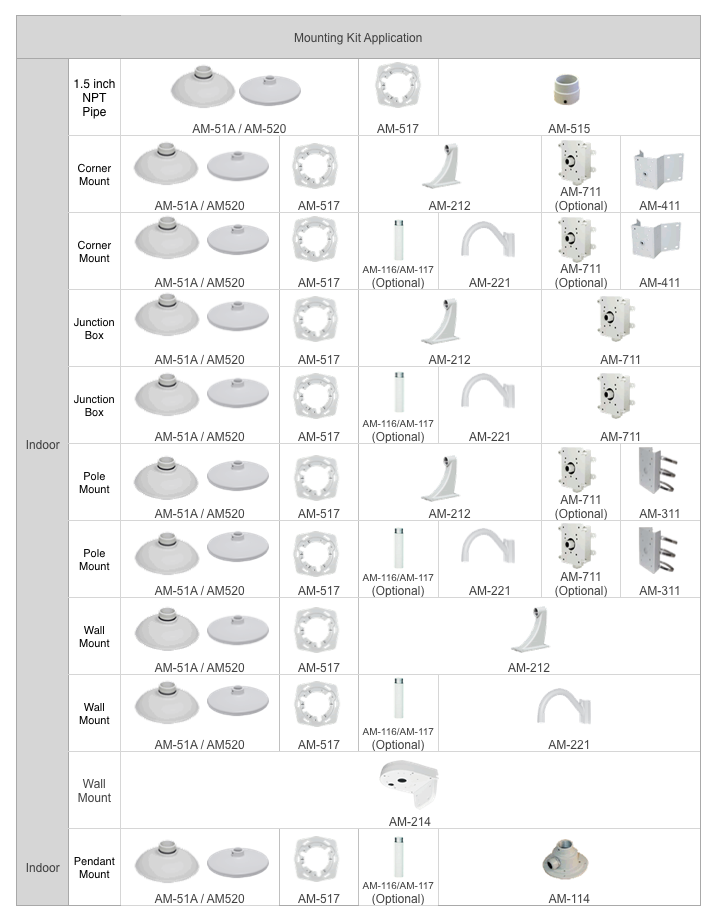 Mounting Kit Application
1.5 inch
NPT
Pipe
AM-51A / AM-520
AM-517
AM-515
Corner
Mount
AM-51A / AM520
AM-517
AM-212
AM-711
(Optional)
AM-411
Corner
Mount
AM-51A / AM520
AM-517
AM-116/AM-117
(Optional)
AM-221
AM-711
(Optional)
AM-411
Junction
Box
AM-51A / AM520
AM-517
AM-212
AM-711
Junction
Box
AM-51A / AM520
AM-517
AM-116/AM-117
(Optional)
AM-221
AM-711
Indoor
Pole
Mount
AM-51A / AM520
AM-517
AM-212
AM-711
(Optional)
AM-311
Pole
Mount
AM-51A / AM520
AM-517
AM-116/AM-117
(Optional)
AM-221
AM-711
(Optional)
AM-311
Wall
Mount
AM-51A / AM520
AM-517
AM-212
Wall
Mount
AM-51A / AM520
AM-517
AM-116/AM-117
(Optional)
AM-221
Wall
Mount
AM-214
Indoor
Pendant
Mount
AM-51A / AM520
AM-517
AM-116/AM-117
(Optional)
AM-114